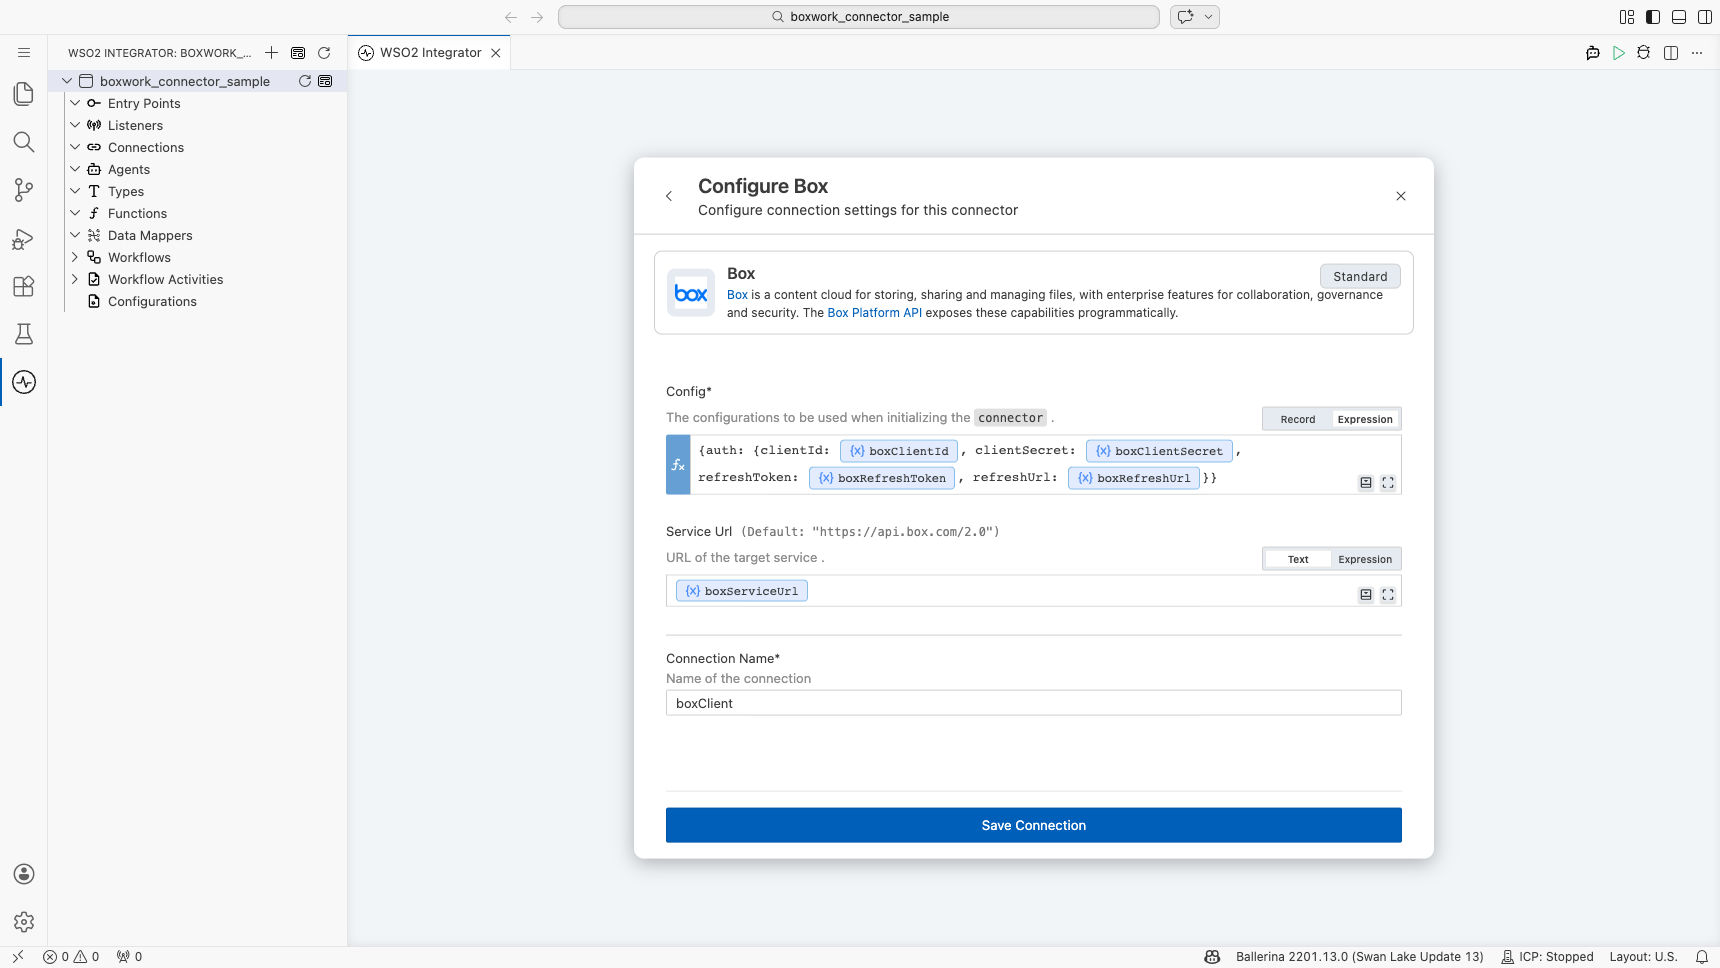 boxwork_connector_sample
WSO2 INTEGRATOR: BOXWORK_...
WSO2 Integrator
boxwork_connector_sample
Entry Points
Listeners
Connections
Agents
Types
Functions
Data Mappers
Workflows
Workflow Activities
Configurations
Configure Box
Configure connection settings for this connector
box
Box
Standard
Box is a content cloud for storing, sharing and managing files, with enterprise features for collaboration, governance
and security. The Box Platform API exposes these capabilities programmatically.
Config*
The configurations to be used when initializing the connector .
Record Expression
fx
{auth: {clientId: {x} boxClientId , clientSecret: {x} boxClientSecret ,
refreshToken: {x} boxRefreshToken , refreshUrl: {x} boxRefreshUrl }}
Service Url (Default: "https://api.box.com/2.0")
URL of the target service .
Text Expression
{x} boxServiceUrl
Connection Name*
Name of the connection
boxClient
Save Connection
0 0 0
Ballerina 2201.13.0 (Swan Lake Update 13) ICP: Stopped Layout: U.S.